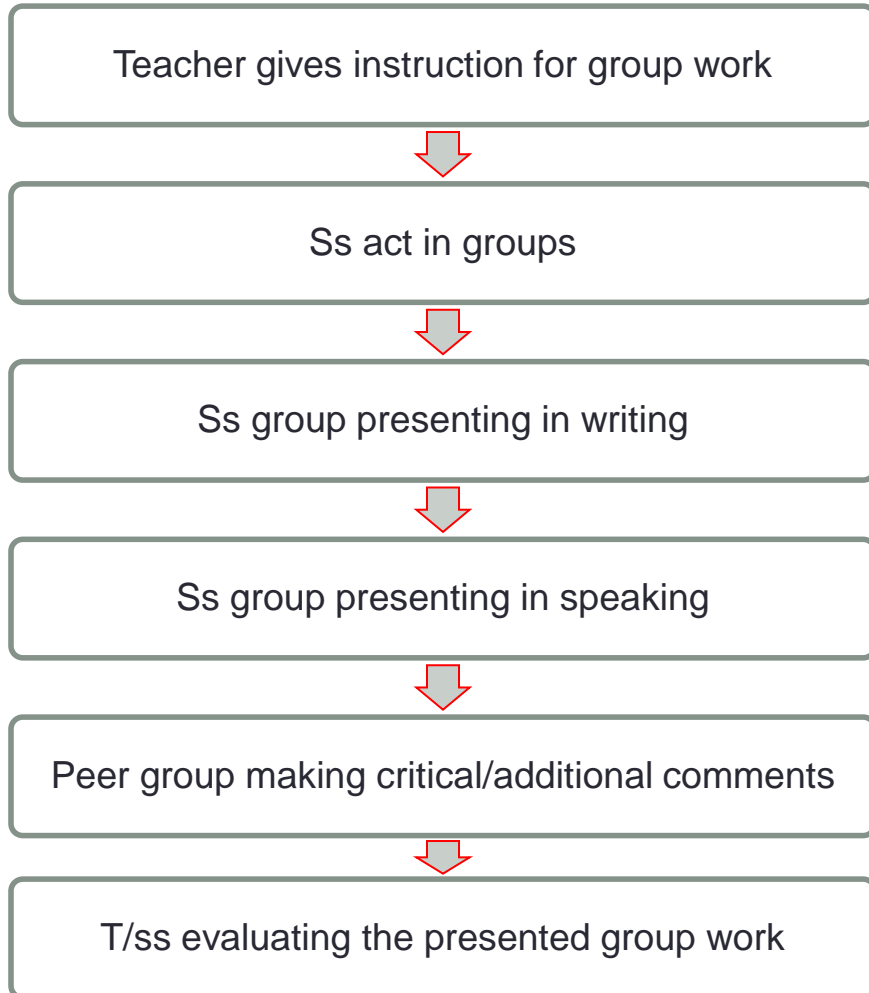 Teacher gives instruction for group work
Ss act in groups
Ss group presenting in writing
Ss group presenting in speaking
Peer group making critical/additional comments
T/ss evaluating the presented group work